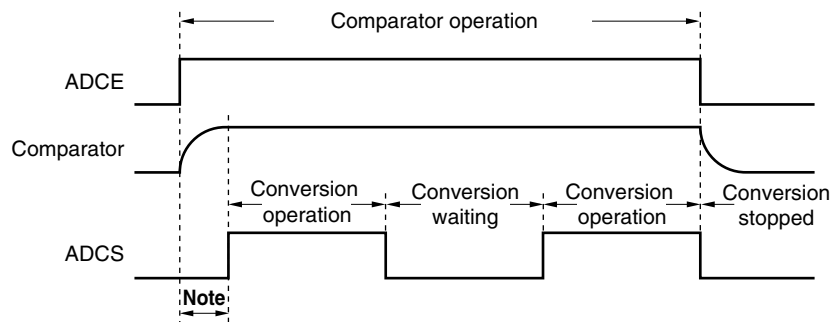 Comparator operation
ADCE
Comparator
Conversion operation
Conversion waiting
Conversion operation
Conversion stopped
ADCS
Note